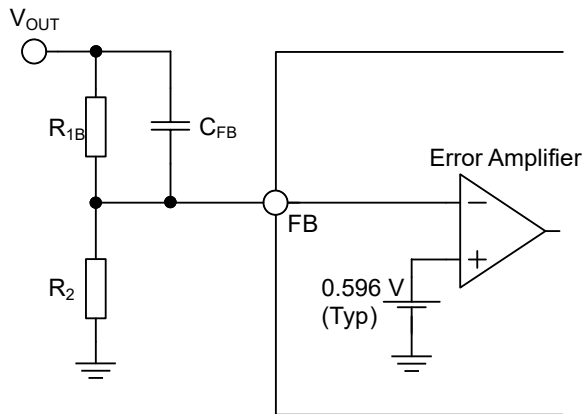 VOUT
R1B
CFB
Error Amplifier
−
FB
+
R2
0.596 V
(Typ)